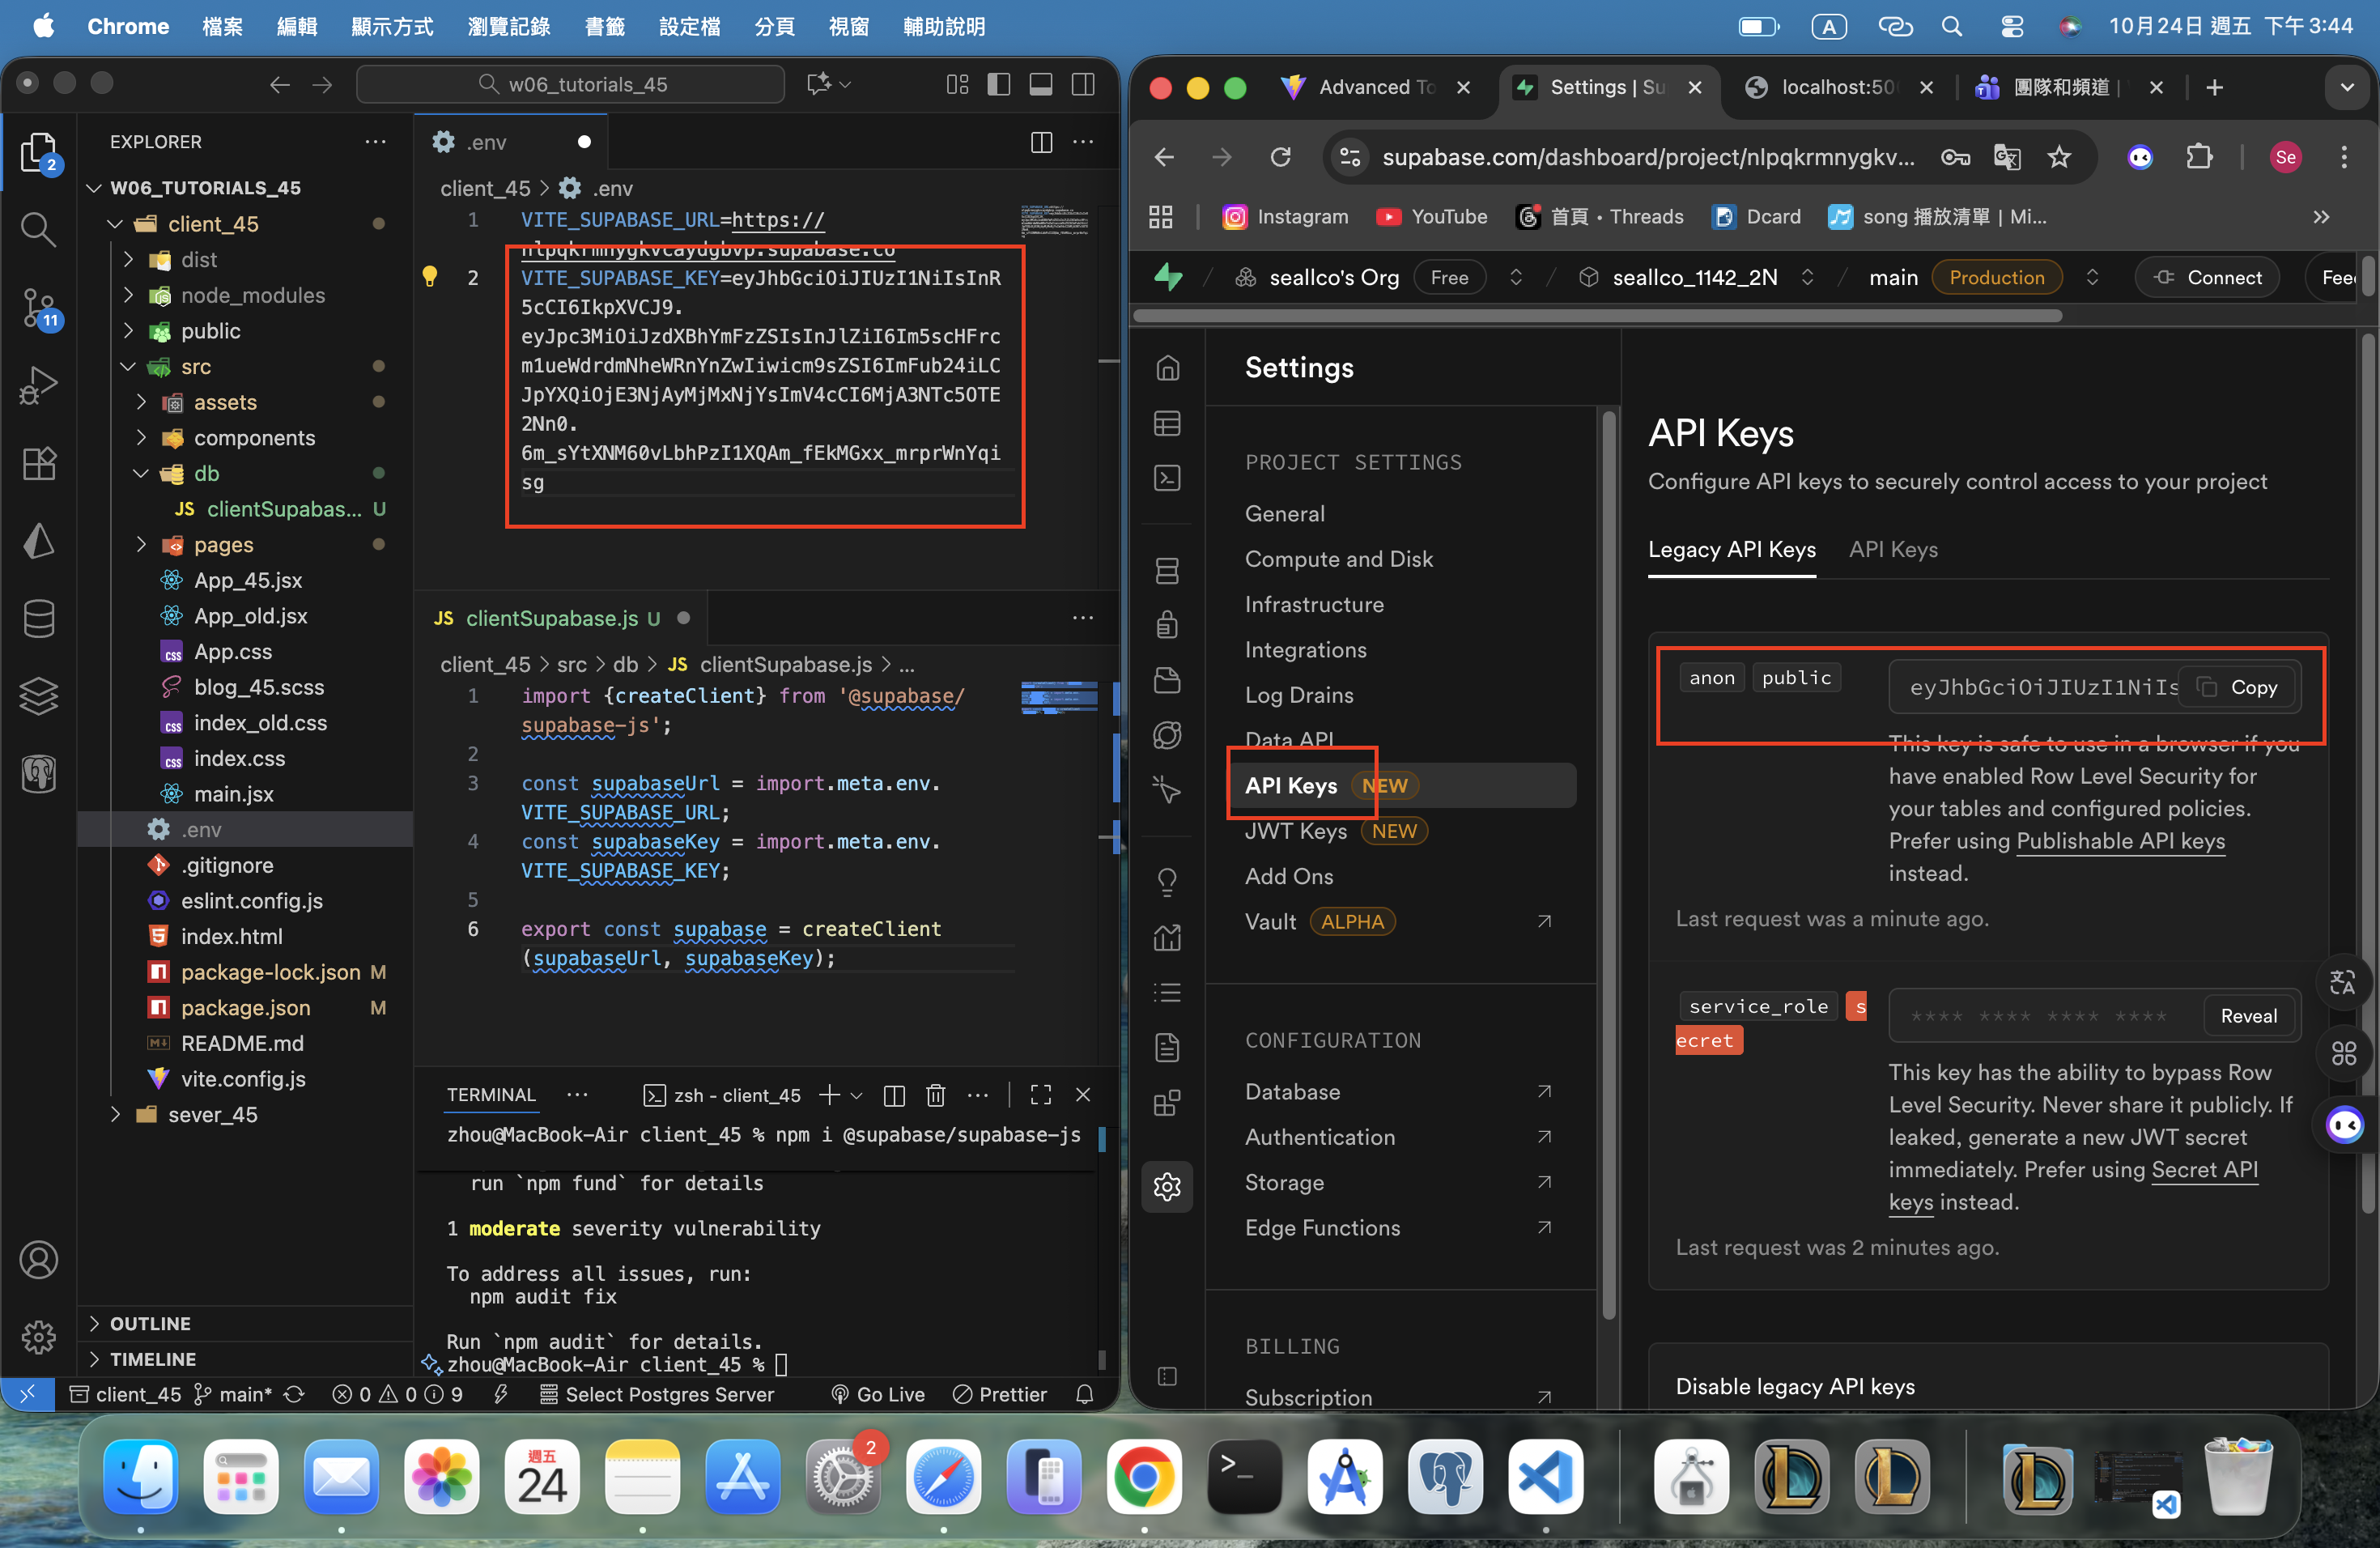 Chrome 檔案 編輯 顯示方式 瀏覽記錄 書籤 設定檔 分頁 視窗 輔助說明
A 10月24日 週五 下午3:44
w06_tutorials_45
EXPLORER
2
11
W06_TUTORIALS_45
client_45
dist
node_modules
public
src
assets
components
db
JS clientSupabas... U
pages
App_45.jsx
App_old.jsx
App.css
blog_45.scss
index_old.css
index.css
main.jsx
.env
.gitignore
eslint.config.js
index.html
package-lock.json M
package.json M
README.md
vite.config.js
sever_45
OUTLINE
TIMELINE
.env
client_45 > .env
1 VITE_SUPABASE_URL=https://
nlpqkrmnygkvcaydgbvp.supabase.co
2 VITE_SUPABASE_KEY=eyJhbGciOiJIUzI1NiIsInR
5cCI6IkpXVCJ9.
eyJpc3MiOiJzdXBhYmFzZSIsInJlZiI6Im5scHFrc
m1ueWdrdmNheWRnYnZwIiwicm9sZSI6ImFub24iLC
JpYXQiOjE3NjAyMjMxNjYsImV4cCI6MjA3NTc5OTE
2Nn0.
6m_sYtXNM60vLbhPzI1XQAm_fEkMGxx_mrprWnYqi
sg
JS clientSupabase.js U
client_45 > src > db > JS clientSupabase.js > ...
1 import {createClient} from '@supabase/
supabase-js';
2
3 const supabaseUrl = import.meta.env.
VITE_SUPABASE_URL;
4 const supabaseKey = import.meta.env.
VITE_SUPABASE_KEY;
5
6 export const supabase = createClient
(supabaseUrl, supabaseKey);
TERMINAL ... zsh - client_45
zhou@MacBook-Air client_45 % npm i @supabase/supabase-js
run `npm fund` for details
1 moderate severity vulnerability
To address all issues, run:
npm audit fix
Run `npm audit` for details.
zhou@MacBook-Air client_45 %
client_45 main* 0 0 9 Select Postgres Server Go Live Prettier
Advanced To Settings | Su localhost:500 團隊和頻道 |
supabase.com/dashboard/project/nlpqkrmnygkv... Se
Instagram YouTube 首頁 • Threads Dcard song 播放清單 | Mi...
seallco's Org Free seallco_1142_2N main Production Connect Fee
Settings
PROJECT SETTINGS
General
Compute and Disk
Infrastructure
Integrations
Log Drains
Data API
API Keys NEW
JWT Keys NEW
Add Ons
Vault ALPHA
CONFIGURATION
Database
Authentication
Storage
Edge Functions
BILLING
Subscription
API Keys
Configure API keys to securely control access to your project
Legacy API Keys API Keys
anon public eyJhbGciOiJIUzI1NiIs Copy
This key is safe to use in a browser if you
have enabled Row Level Security for
your tables and configured policies.
Prefer using Publishable API keys
instead.
Last request was a minute ago.
service_role s
ecret
**** **** **** **** Reveal
This key has the ability to bypass Row
Level Security. Never share it publicly. If
leaked, generate a new JWT secret
immediately. Prefer using Secret API
keys instead.
Last request was 2 minutes ago.
Disable legacy API keys
週五
24
2